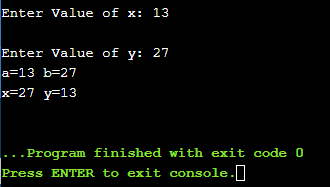 Enter Value of x: 13
Enter Value of y: 27
a=13 b=27
x=27 y=13
...Program finished with exit code 0
Press ENTER to exit console.